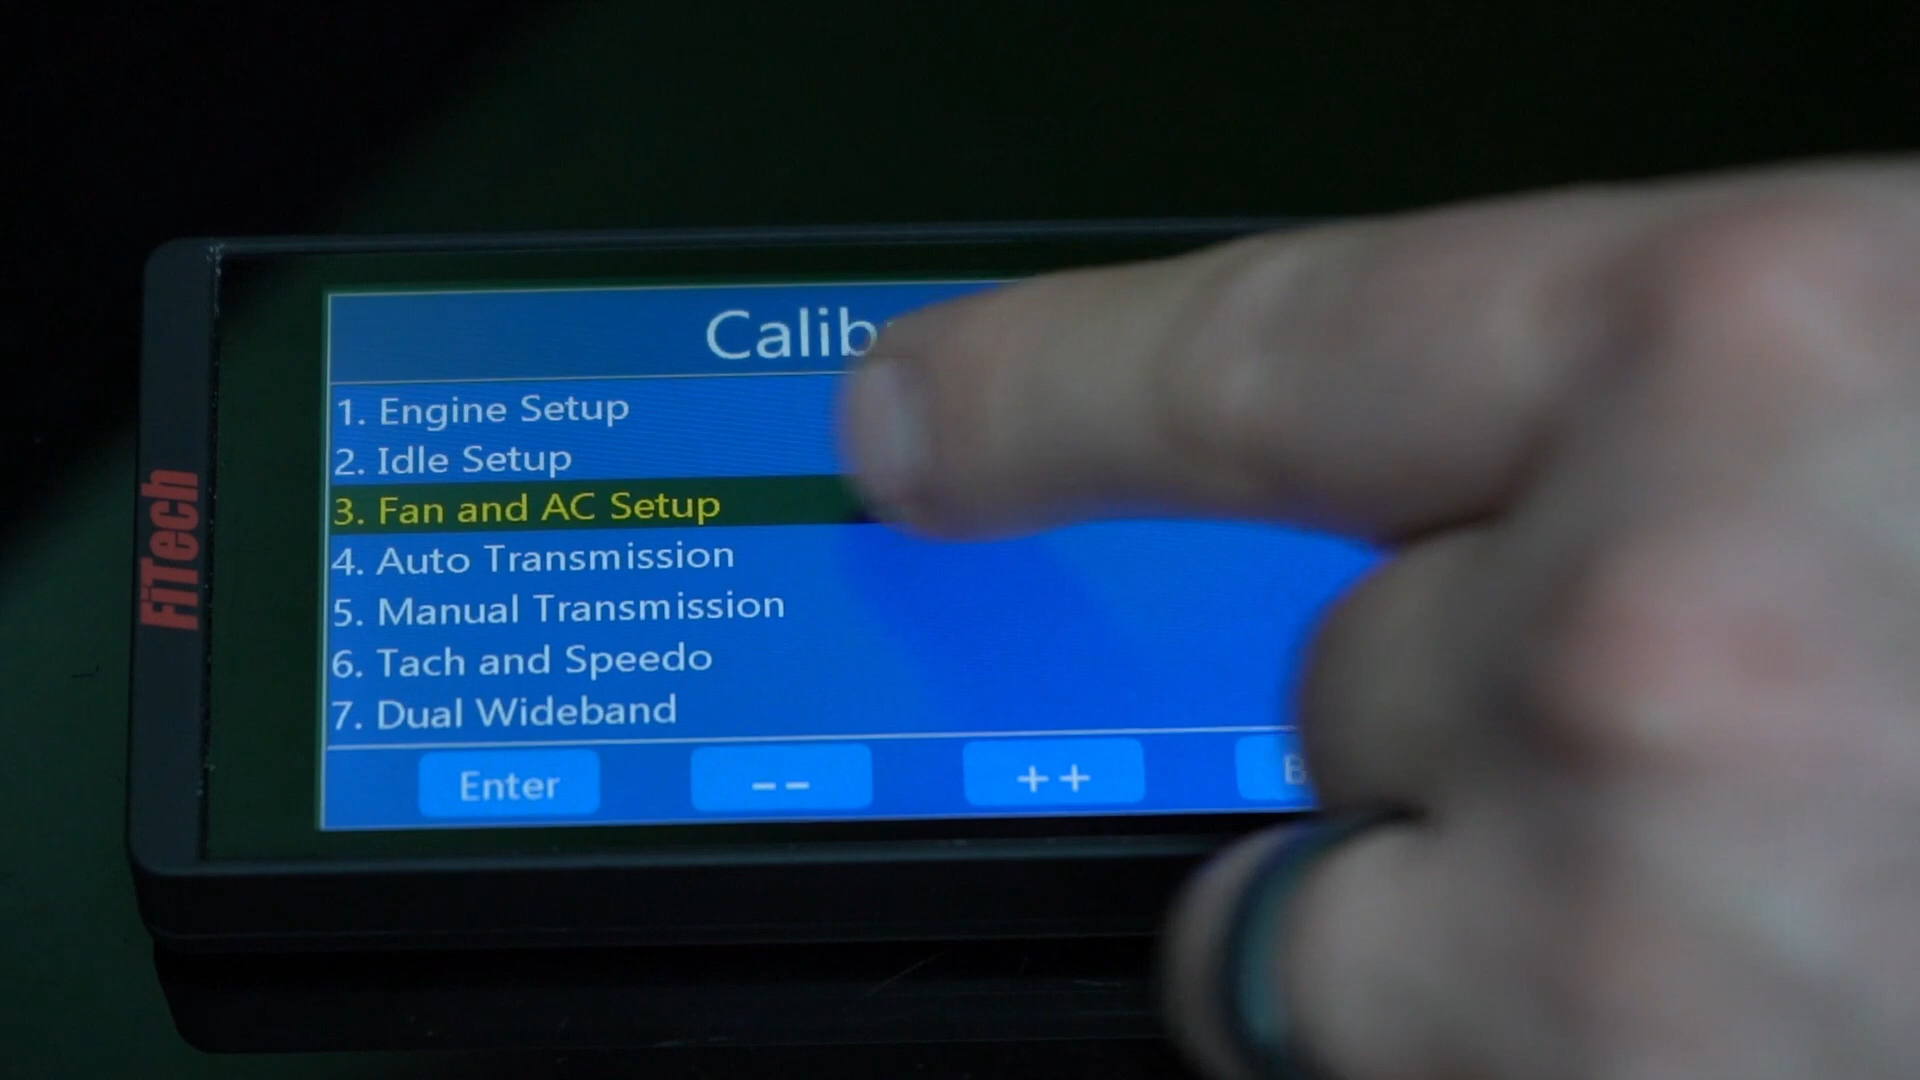 Calib
1. Engine Setup
2. Idle Setup
3. Fan and AC Setup
4. Auto Transmission
5. Manual Transmission
6. Tach and Speedo
7. Dual Wideband
Enter
--
++
B
FiTech